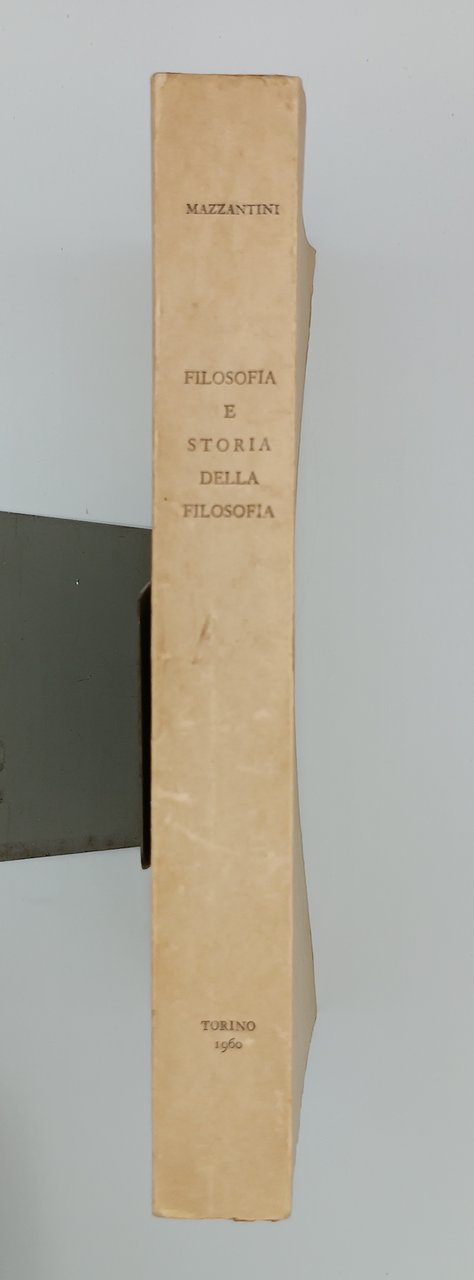 MAZZANTINI
FILOSOFIA
E
STORIA
DELLA
FILOSOFIA
TORINO
1960